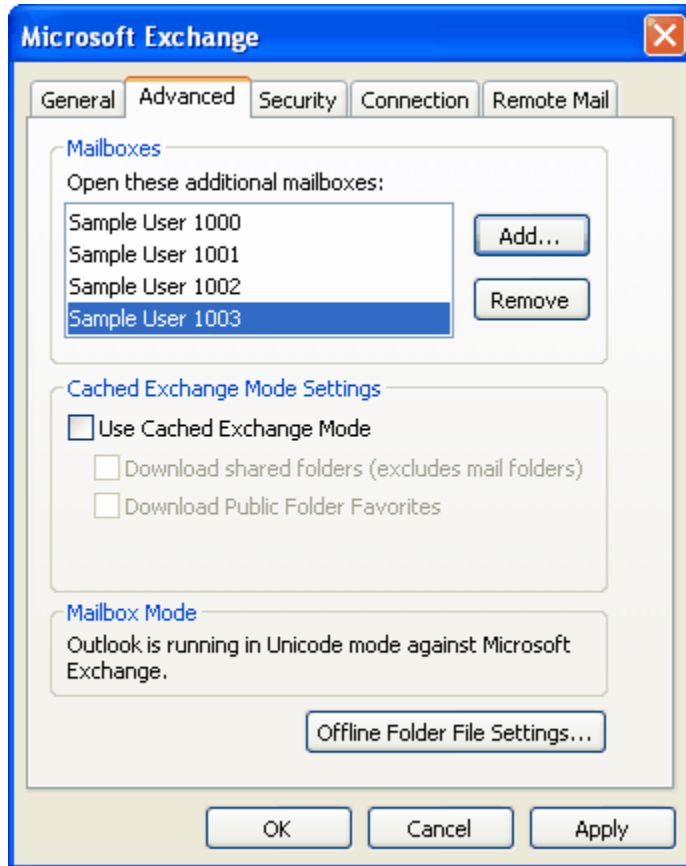 Microsoft Exchange
General Advanced Security Connection Remote Mail
Mailboxes
Open these additional mailboxes:
Sample User 1000
Sample User 1001
Sample User 1002
Sample User 1003
Add...
Remove
Cached Exchange Mode Settings
Use Cached Exchange Mode
Download shared folders (excludes mail folders)
Download Public Folder Favorites
Mailbox Mode
Outlook is running in Unicode mode against Microsoft
Exchange.
Offline Folder File Settings...
OK Cancel Apply